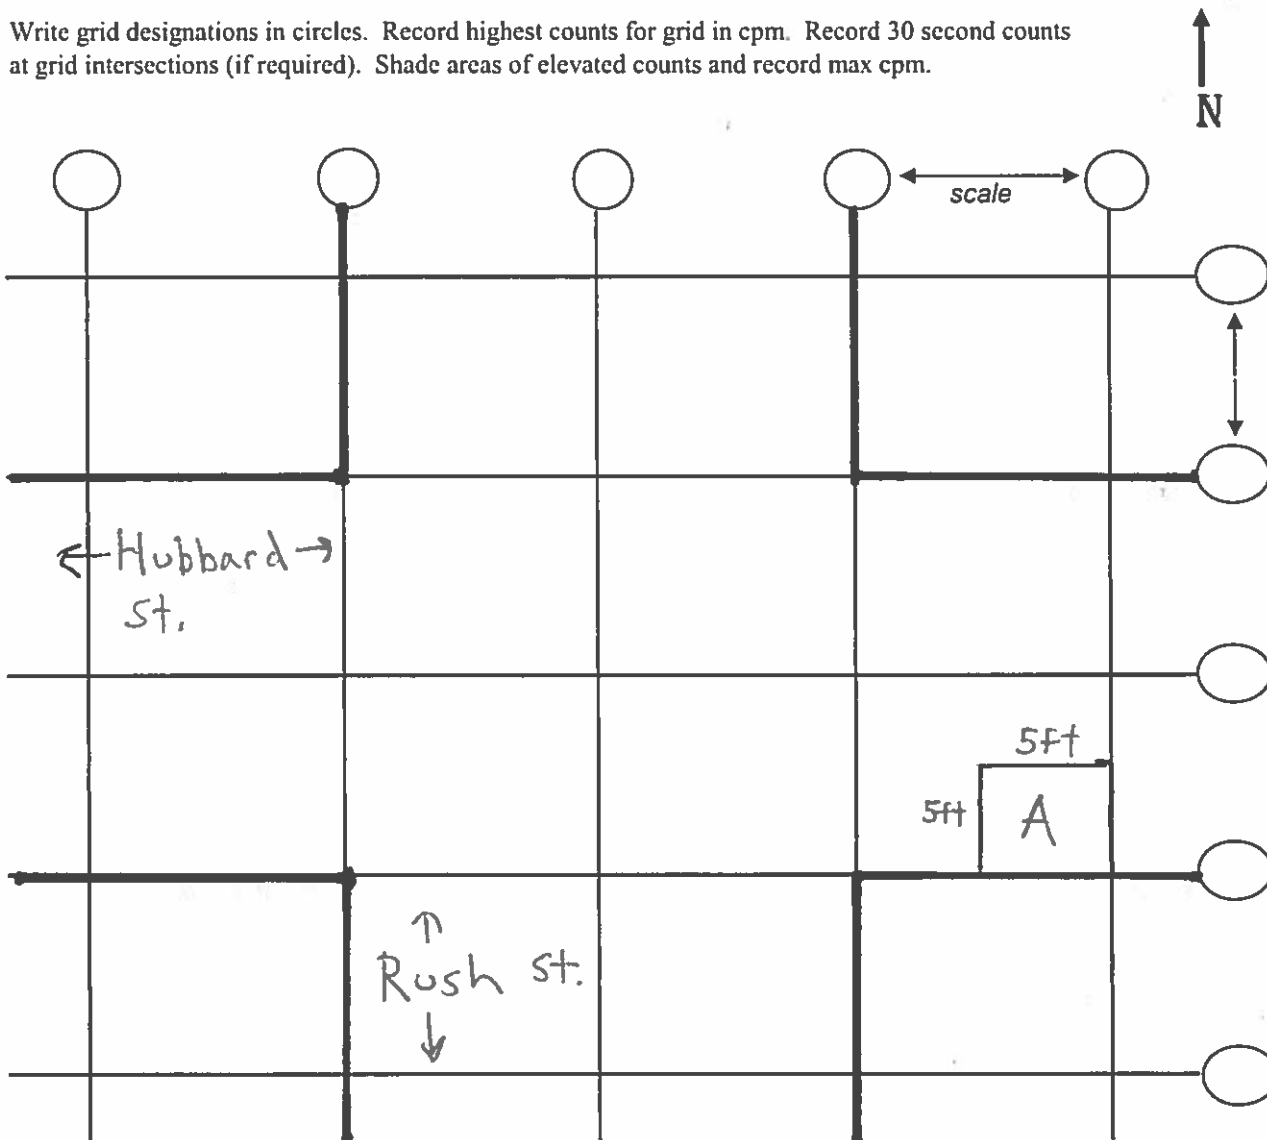 Write grid designations in circles. Record highest counts for grid in cpm. Record 30 second counts
at grid intersections (if required). Shade areas of elevated counts and record max cpm.
N
scale
Hubbard
st.
5ft
5ft
A
Rush st.